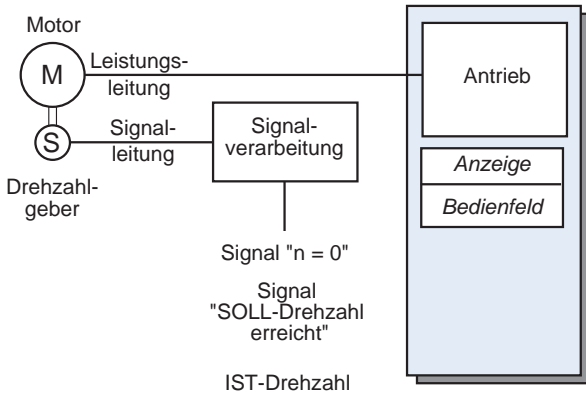 Motor
M
Leistungs-
leitung
Antrieb
S
Signal-
leitung
Signal-
verarbeitung
Drehzahl-
geber
Anzeige
Bedienfeld
Signal "n = 0"
Signal
"SOLL-Drehzahl
erreicht"
IST-Drehzahl